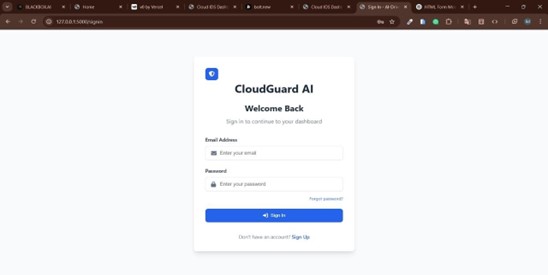 BLACKBOX.AI
Home
v0 by Vercel
Cloud IDS Dash
bolt.new
Cloud IDS Dash
Sign In - AI-Driv
HTML Form Mo
127.0.0.1:5000/signin
CloudGuard AI
Welcome Back
Sign in to continue to your dashboard
Email Address
Enter your email
Password
Enter your password
Forgot password?
Sign In
Don't have an account? Sign Up